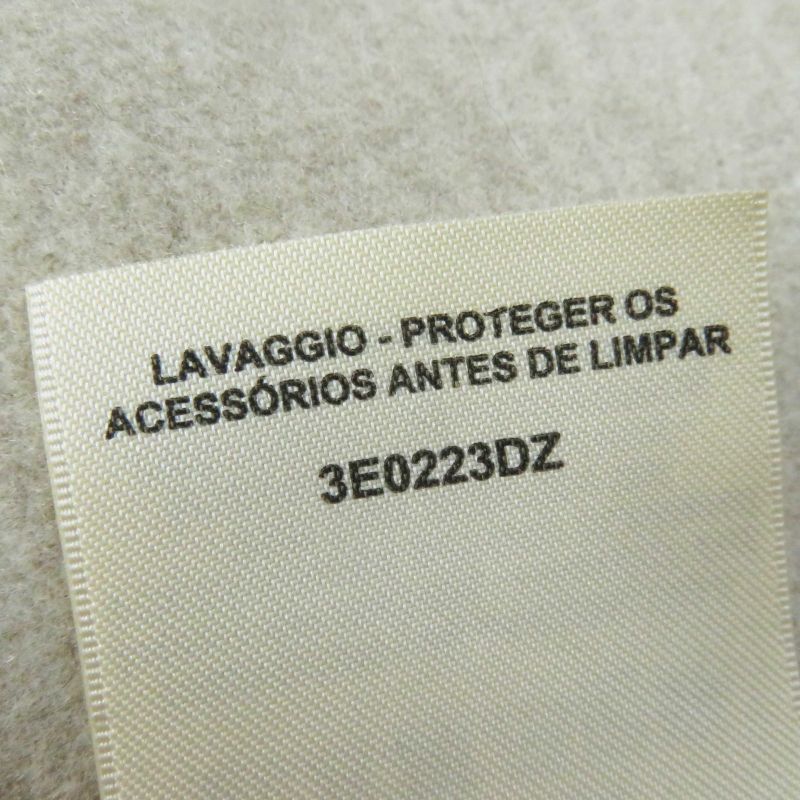 LAVAGGIO - PROTEGER OS
ACESSÓRIOS ANTES DE LIMPAR
3E0223DZ